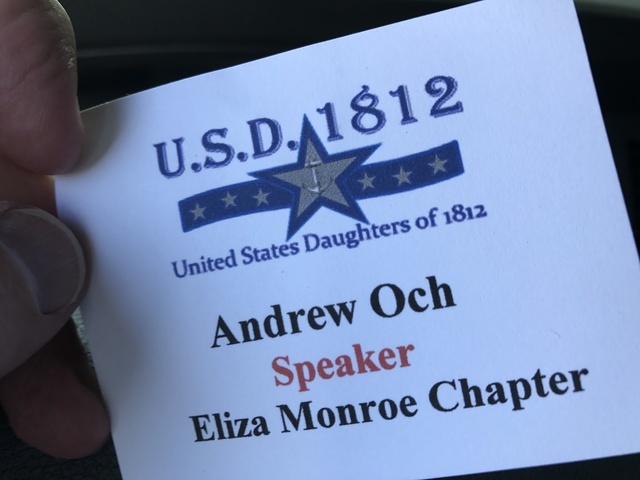 U.S.D. 1812
United States Daughters of 1812
Andrew Och
Speaker
Eliza Monroe Chapter